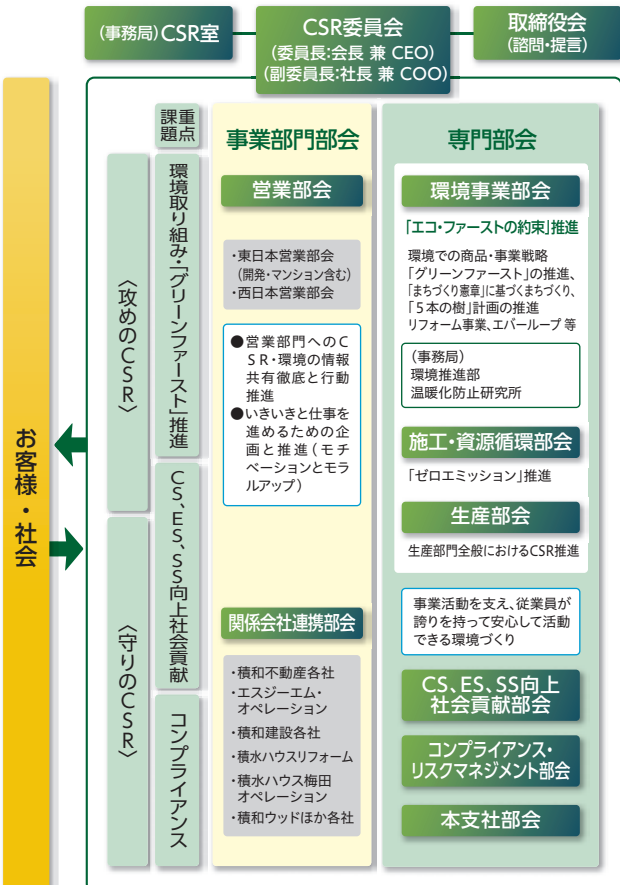 (事務局)CSR室
CSR委員会
(委員長:会長 兼 CEO)
(副委員長:社長 兼 COO)
取締役会
(諮問・提言)
お客様・社会
〈攻めのCSR〉
〈守りのCSR〉
重点
課題
環境取り組み・「グリーンファースト」推進
CS、ES、SS向上社会貢献
コンプライアンス
事業部門部会
営業部会
・東日本営業部会
(開発・マンション含む)
・西日本営業部会
●営業部門へのC
SR・環境の情報
共有徹底と行動
推進
●いきいきと仕事を
進めるための企
画と推進(モチ
ベーションとモラ
ルアップ)
関係会社連携部会
・積和不動産各社
・エスジーエム・
オペレーション
・積和建設各社
・積水ハウスリフォーム
・積水ハウス梅田
オペレーション
・積和ウッドほか各社
専門部会
環境事業部会
「エコ・ファーストの約束」推進
環境での商品・事業戦略
「グリーンファースト」の推進、
「まちづくり憲章」に基づくまちづくり、
「5本の樹」計画の推進
リフォーム事業、エバーループ 等
(事務局)
環境推進部
温暖化防止研究所
施工・資源循環部会
「ゼロエミッション」推進
生産部会
生産部門全般におけるCSR推進
事業活動を支え、従業員が
誇りを持って安心して活動
できる環境づくり
CS、ES、SS向上
社会貢献部会
コンプライアンス・
リスクマネジメント部会
本支社部会